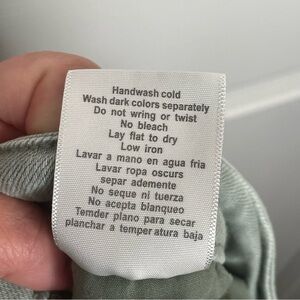 Handwash cold
Wash dark colors separately
Do not wring or twist
No bleach
Lay flat to dry
Low iron
Lavar a mano en agua fria
Lavar ropa oscurs
separ ademente
No seque ni tuerza
No acepta blanqueo
Temder plano para secar
planchar a temper atura baja